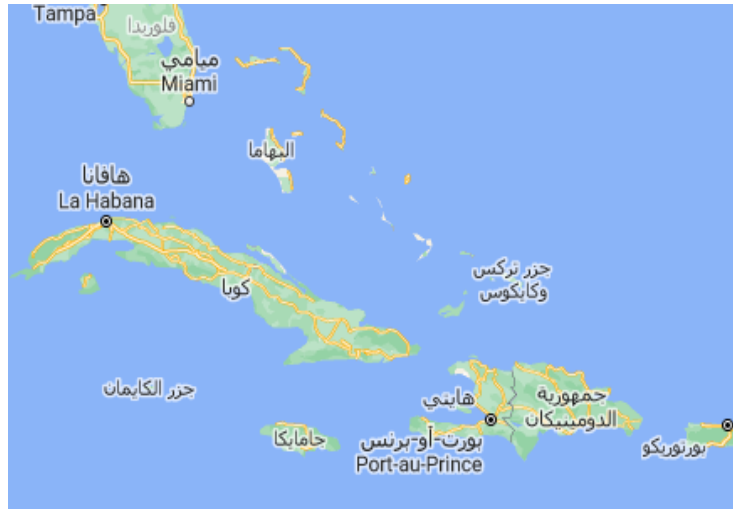 Tampa
فلوريدا
ميامي
Miami
البهاما
هافانا
La Habana
كوبا
جزر تركس
وكايكوس
جزر الكايمان
هايتي
جمهورية
الدومينيكان
جامايكا
بورت-أو-برنس
Port-au-Prince
بورتوريكو